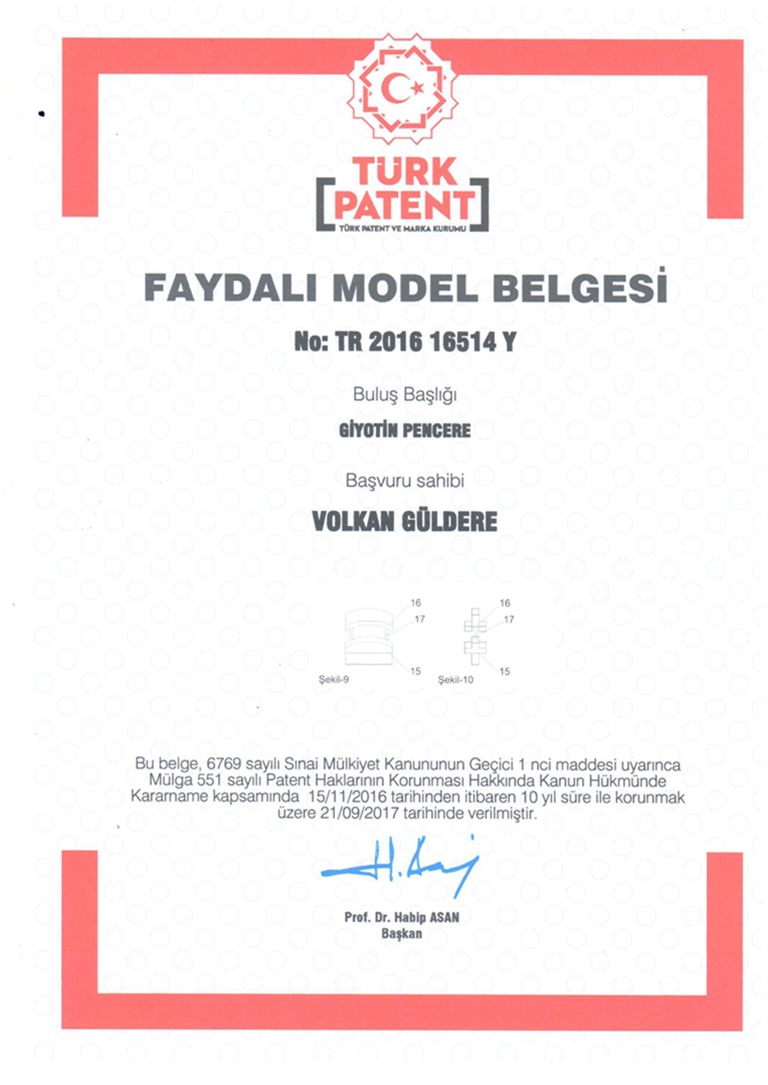 TÜRK
PATENT
TÜRK PATENT VE MARKA KURUMU
FAYDALI MODEL BELGESİ
No: TR 2016 16514 Y
Buluş Başlığı
GİYOTİN PENCERE
Başvuru sahibi
VOLKAN GÜLDERE
16
17
15
Şekil-9
16
17
15
Şekil-10
Bu belge, 6769 sayılı Sınai Mülkiyet Kanununun Geçici 1 nci maddesi uyarınca
Mülga 551 sayılı Patent Haklarının Korunması Hakkında Kanun Hükmünde
Kararname kapsamında 15/11/2016 tarihinden itibaren 10 yıl süre ile korunmak
üzere 21/09/2017 tarihinde verilmiştir.
Prof. Dr. Habip ASAN
Başkan